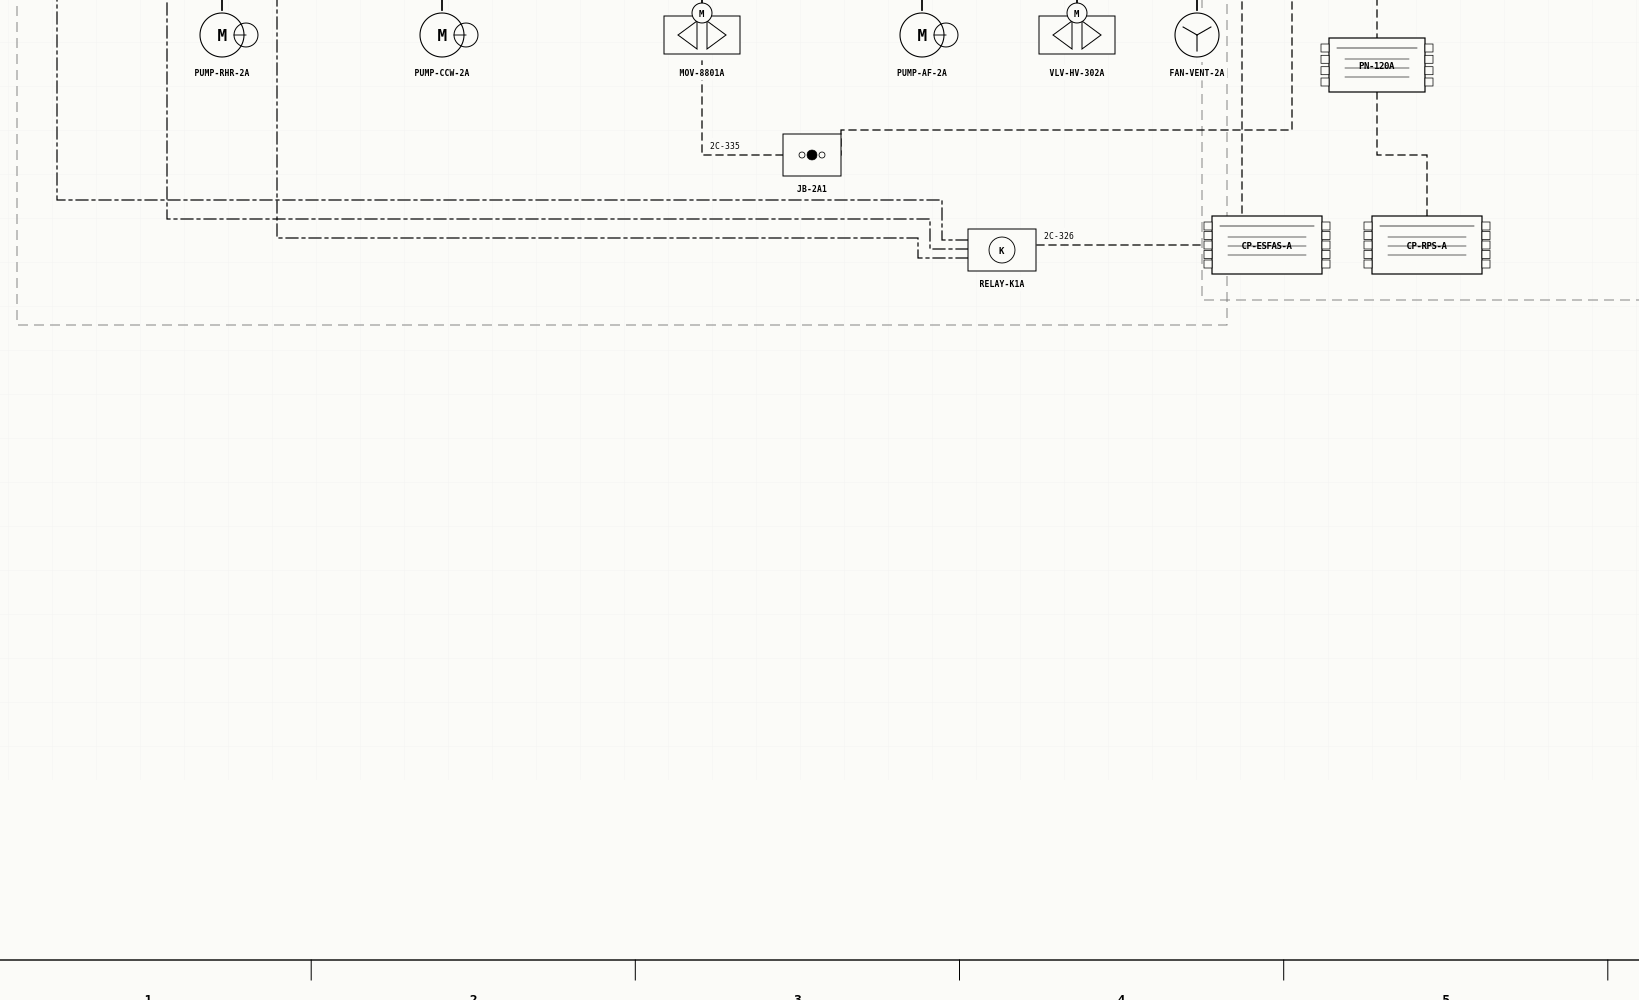 M M M M M
M
PUMP-RHR-2A PUMP-CCW-2A MOV-8801A PUMP-AF-2A VLV-HV-302A FAN-VENT-2A
PN-120A
2C-335
JB-2A1
2C-326
K
CP-ESFAS-A CP-RPS-A
RELAY-K1A
1 2 3 4 5